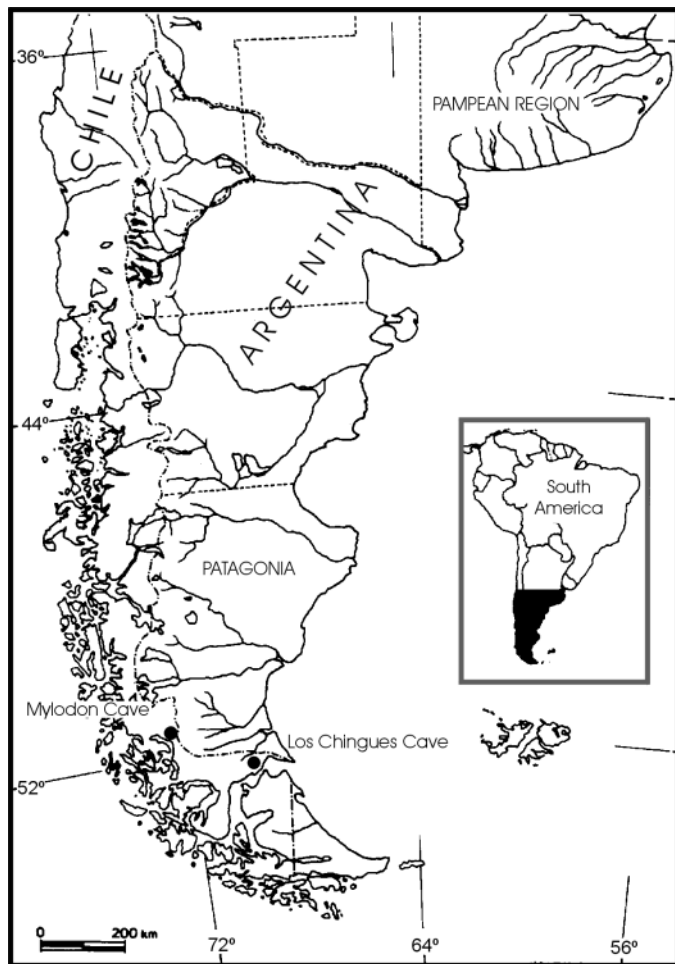 36º
CHILE
PAMPEAN REGION
ARGENTINA
44º
South
America
PATAGONIA
Mylodon Cave
Los Chingues Cave
52º
0 200 km
72º
64º
56º